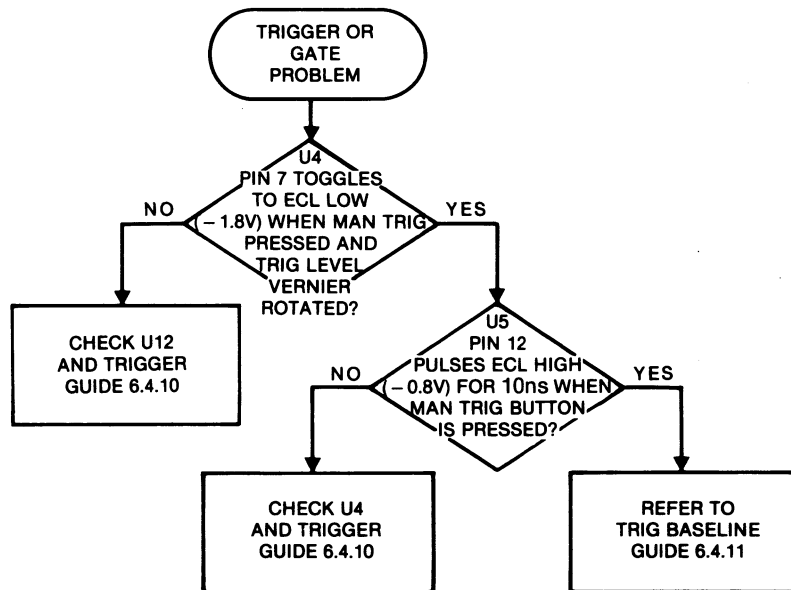 TRIGGER OR
GATE
PROBLEM
U4
PIN 7 TOGGLES
TO ECL LOW
(– 1.8V) WHEN MAN TRIG
PRESSED AND
TRIG LEVEL
VERNIER
ROTATED?
NO
YES
CHECK U12
AND TRIGGER
GUIDE 6.4.10
U5
PIN 12
PULSES ECL HIGH
(– 0.8V) FOR 10ns WHEN
MAN TRIG BUTTON
IS PRESSED?
NO
YES
CHECK U4
AND TRIGGER
GUIDE 6.4.10
REFER TO
TRIG BASELINE
GUIDE 6.4.11